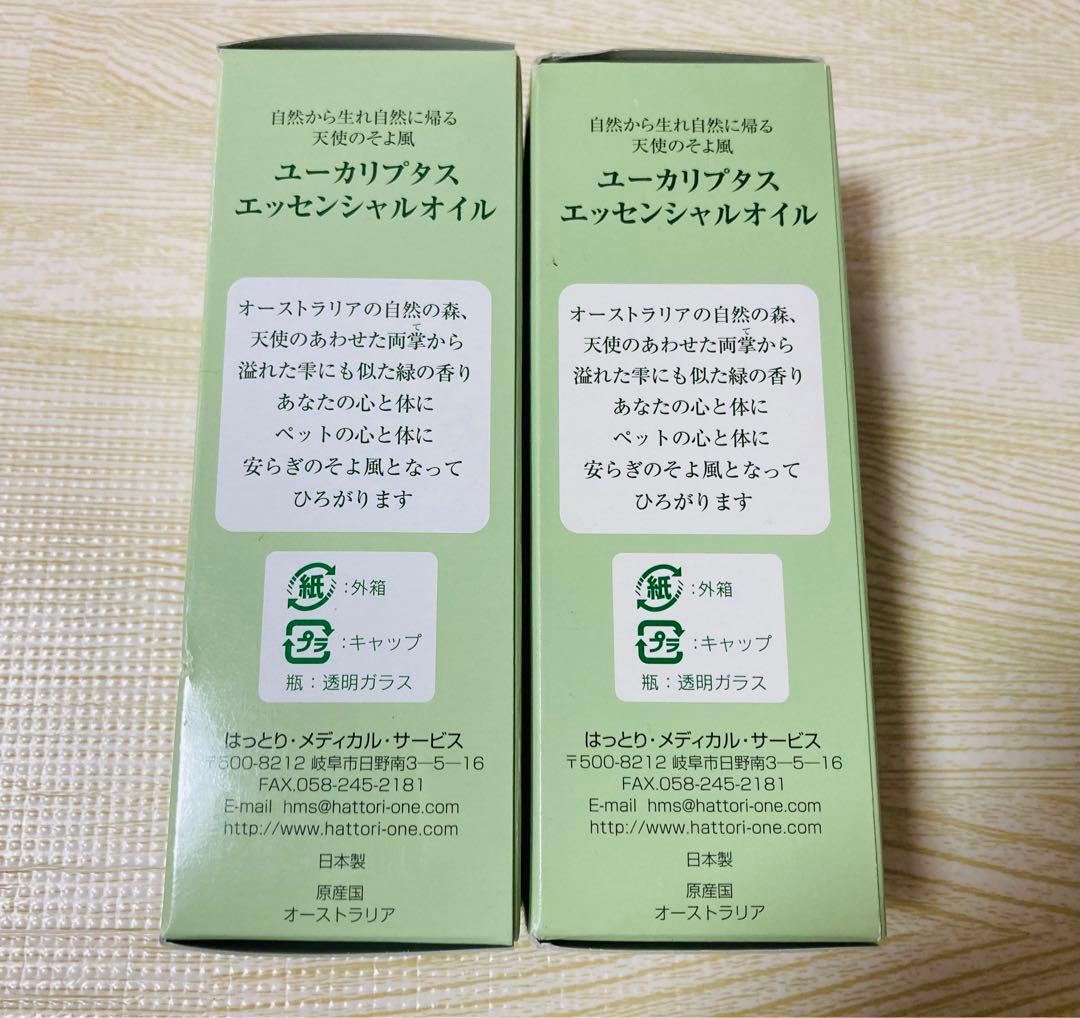 自然から生れ自然に帰る
天使のそよ風
ユーカリプタス
エッセンシャルオイル
オーストラリアの自然の森、
て
天使のあわせた両掌から
溢れた雫にも似た緑の香り
あなたの心と体に
ペットの心と体に
安らぎのそよ風となって
ひろがります
紙:外箱
プラ:キャップ
瓶:透明ガラス
はっとり・メディカル・サービス
〒500-8212 岐阜市日野南3―5―16
FAX.058-245-2181
E-mail hms@hattori-one.com
http://www.hattori-one.com
日本製
原産国
オーストラリア
自然から生れ自然に帰る
天使のそよ風
ユーカリプタス
エッセンシャルオイル
オーストラリアの自然の森、
て
天使のあわせた両掌から
溢れた雫にも似た緑の香り
あなたの心と体に
ペットの心と体に
安らぎのそよ風となって
ひろがります
紙:外箱
プラ:キャップ
瓶:透明ガラス
はっとり・メディカル・サービス
〒500-8212 岐阜市日野南3―5―16
FAX.058-245-2181
E-mail hms@hattori-one.com
http://www.hattori-one.com
日本製
原産国
オーストラリア